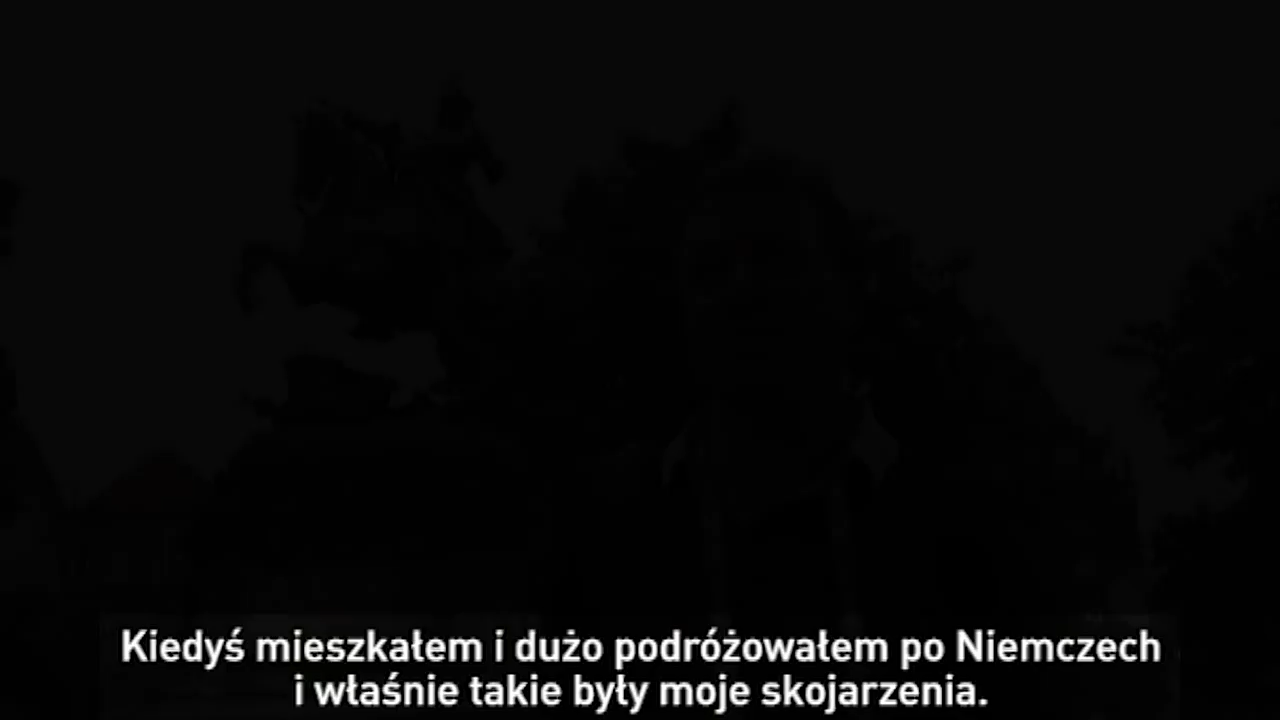 Kiedyś mieszkałem i dużo podróżowałem po Niemczech
i właśnie takie były moje skojarzenia.